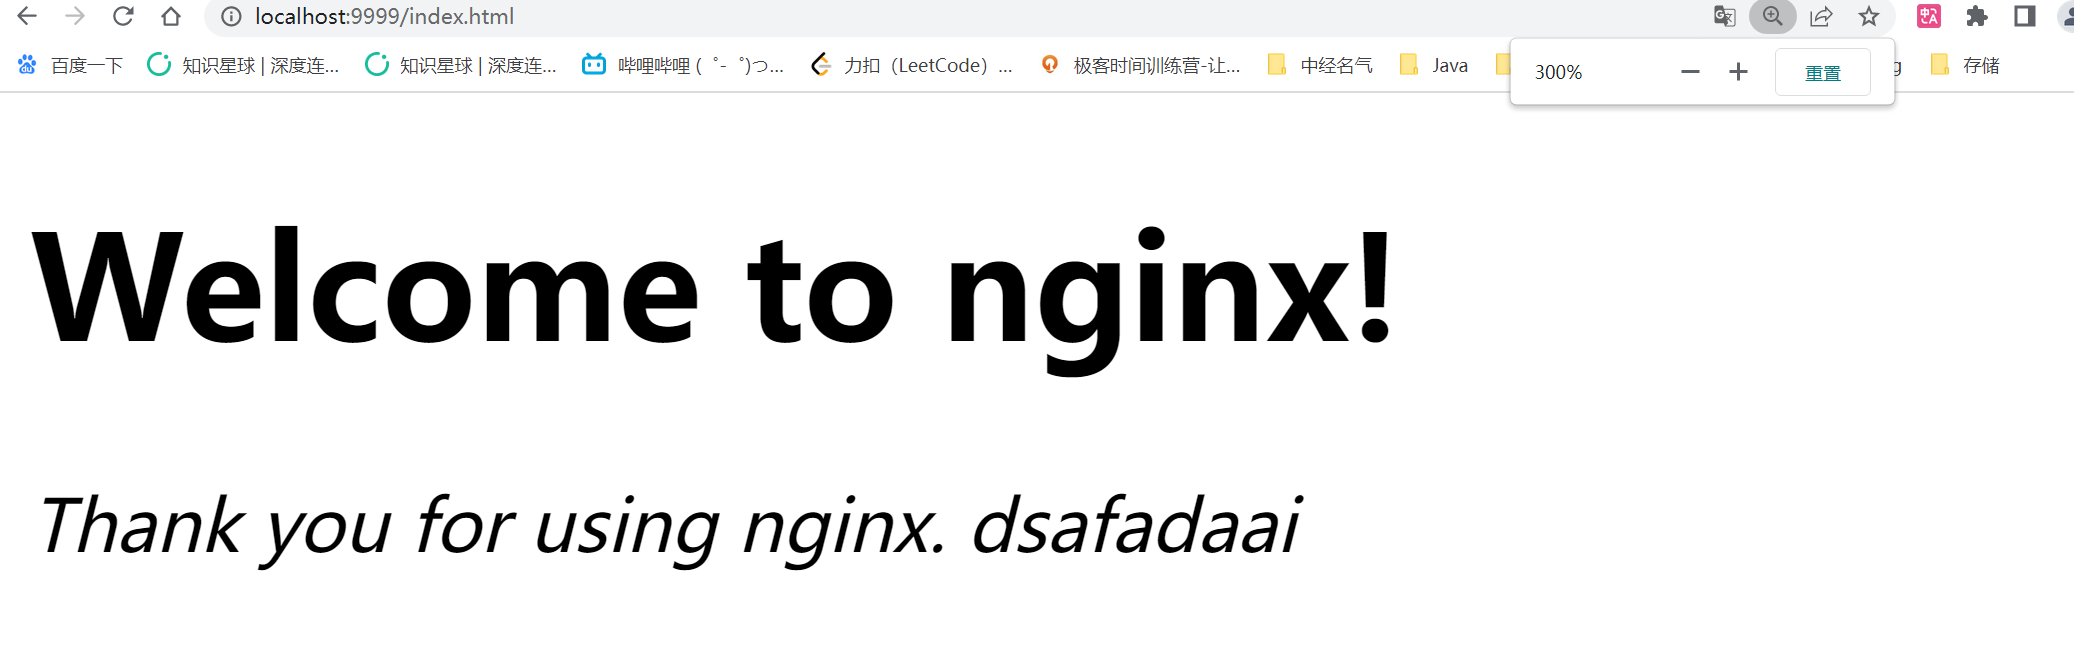 localhost:9999/index.html
百度一下 知识星球 | 深度连... 知识星球 | 深度连... 哔哩哔哩 ( ゜- ゜)つ... 力扣（LeetCode）... 极客时间训练营-让... 中经名气 Java g 存储
300% 重置
Welcome to nginx!
Thank you for using nginx. dsafadaai